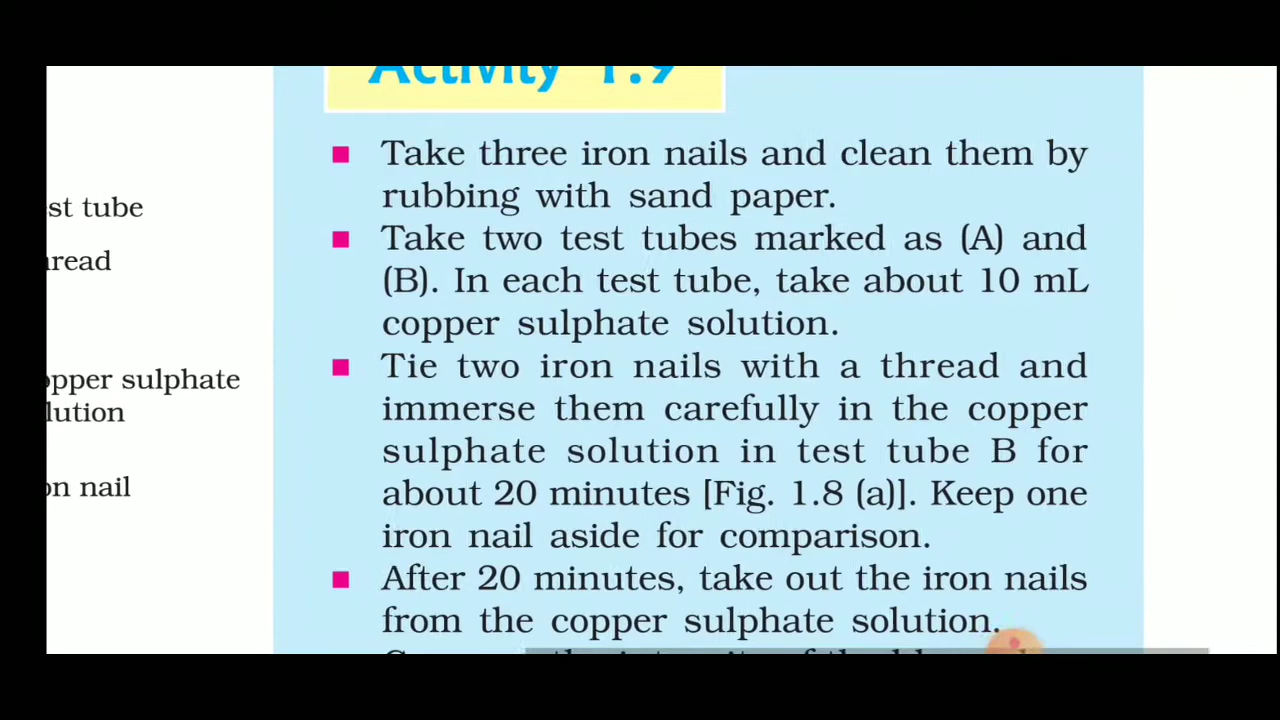 Activity 1.9
st tube
read
opper sulphate
lution
on nail
■ Take three iron nails and clean them by
rubbing with sand paper.
■ Take two test tubes marked as (A) and
(B). In each test tube, take about 10 mL
copper sulphate solution.
■ Tie two iron nails with a thread and
immerse them carefully in the copper
sulphate solution in test tube B for
about 20 minutes [Fig. 1.8 (a)]. Keep one
iron nail aside for comparison.
■ After 20 minutes, take out the iron nails
from the copper sulphate solution.